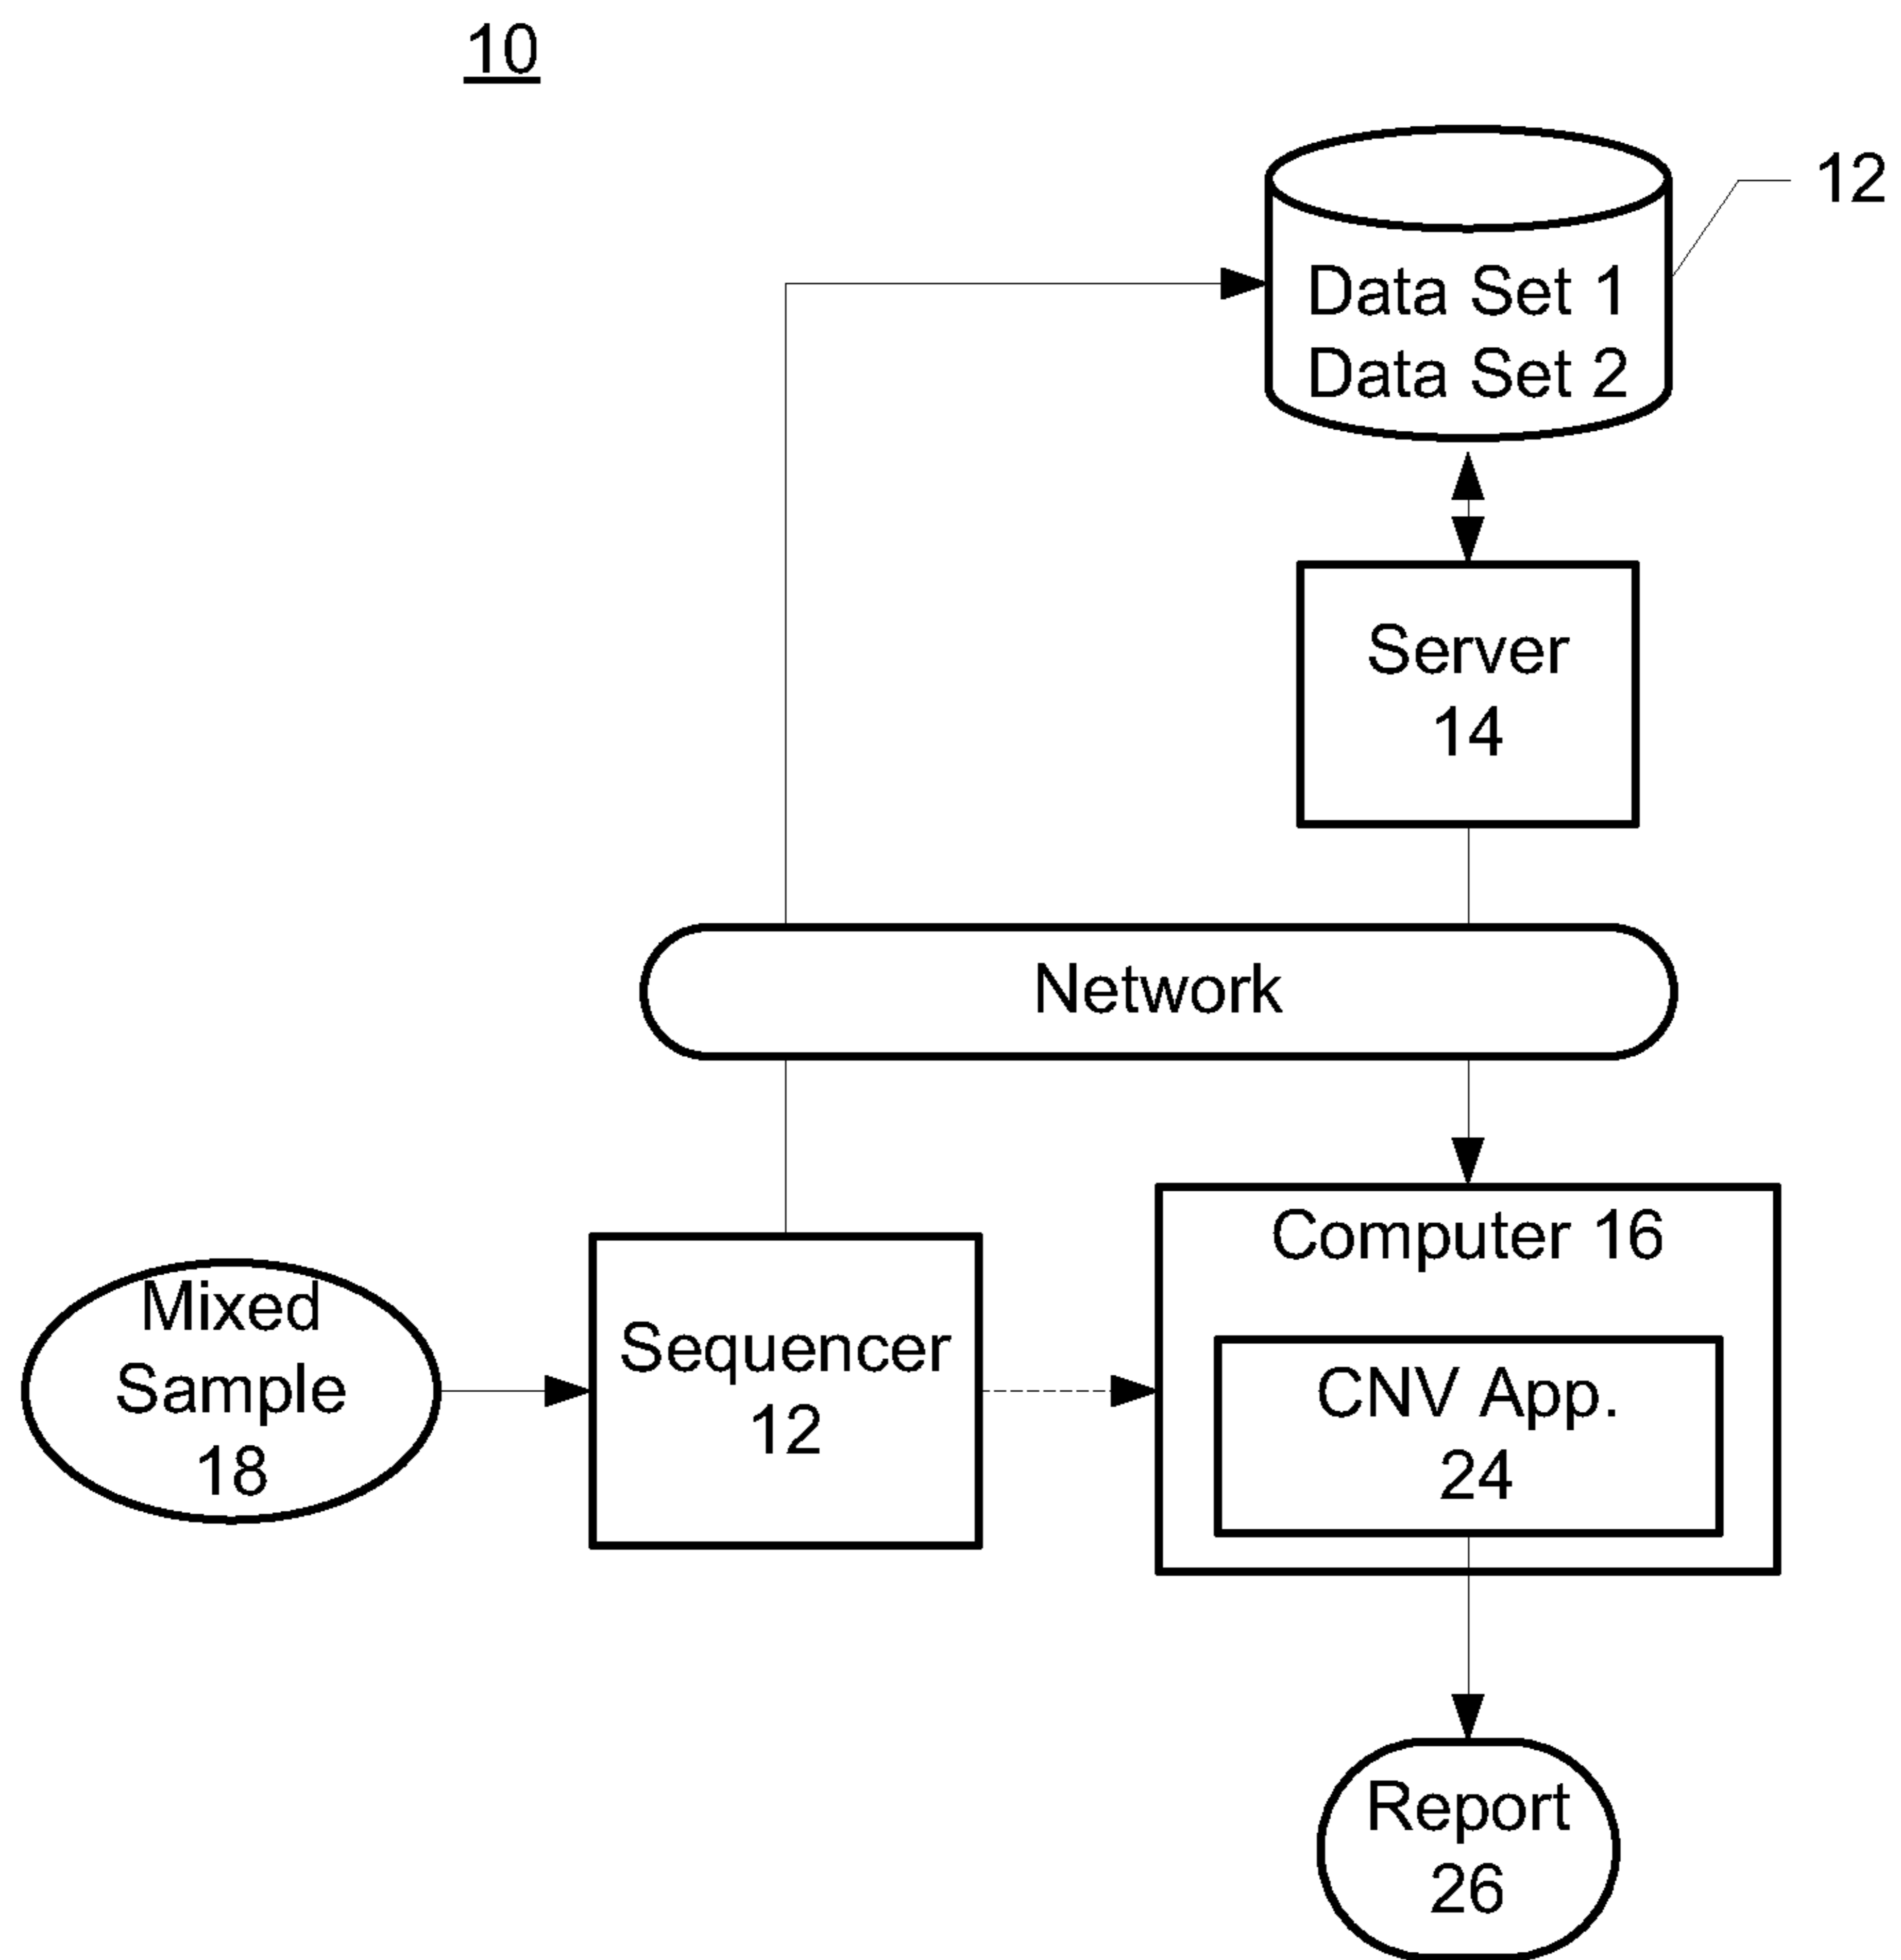 10
12
Data Set 1
Data Set 2
Server
14
Network
Computer 16
Mixed
Sample
18
Sequencer
12
CNV App.
24
Report
26